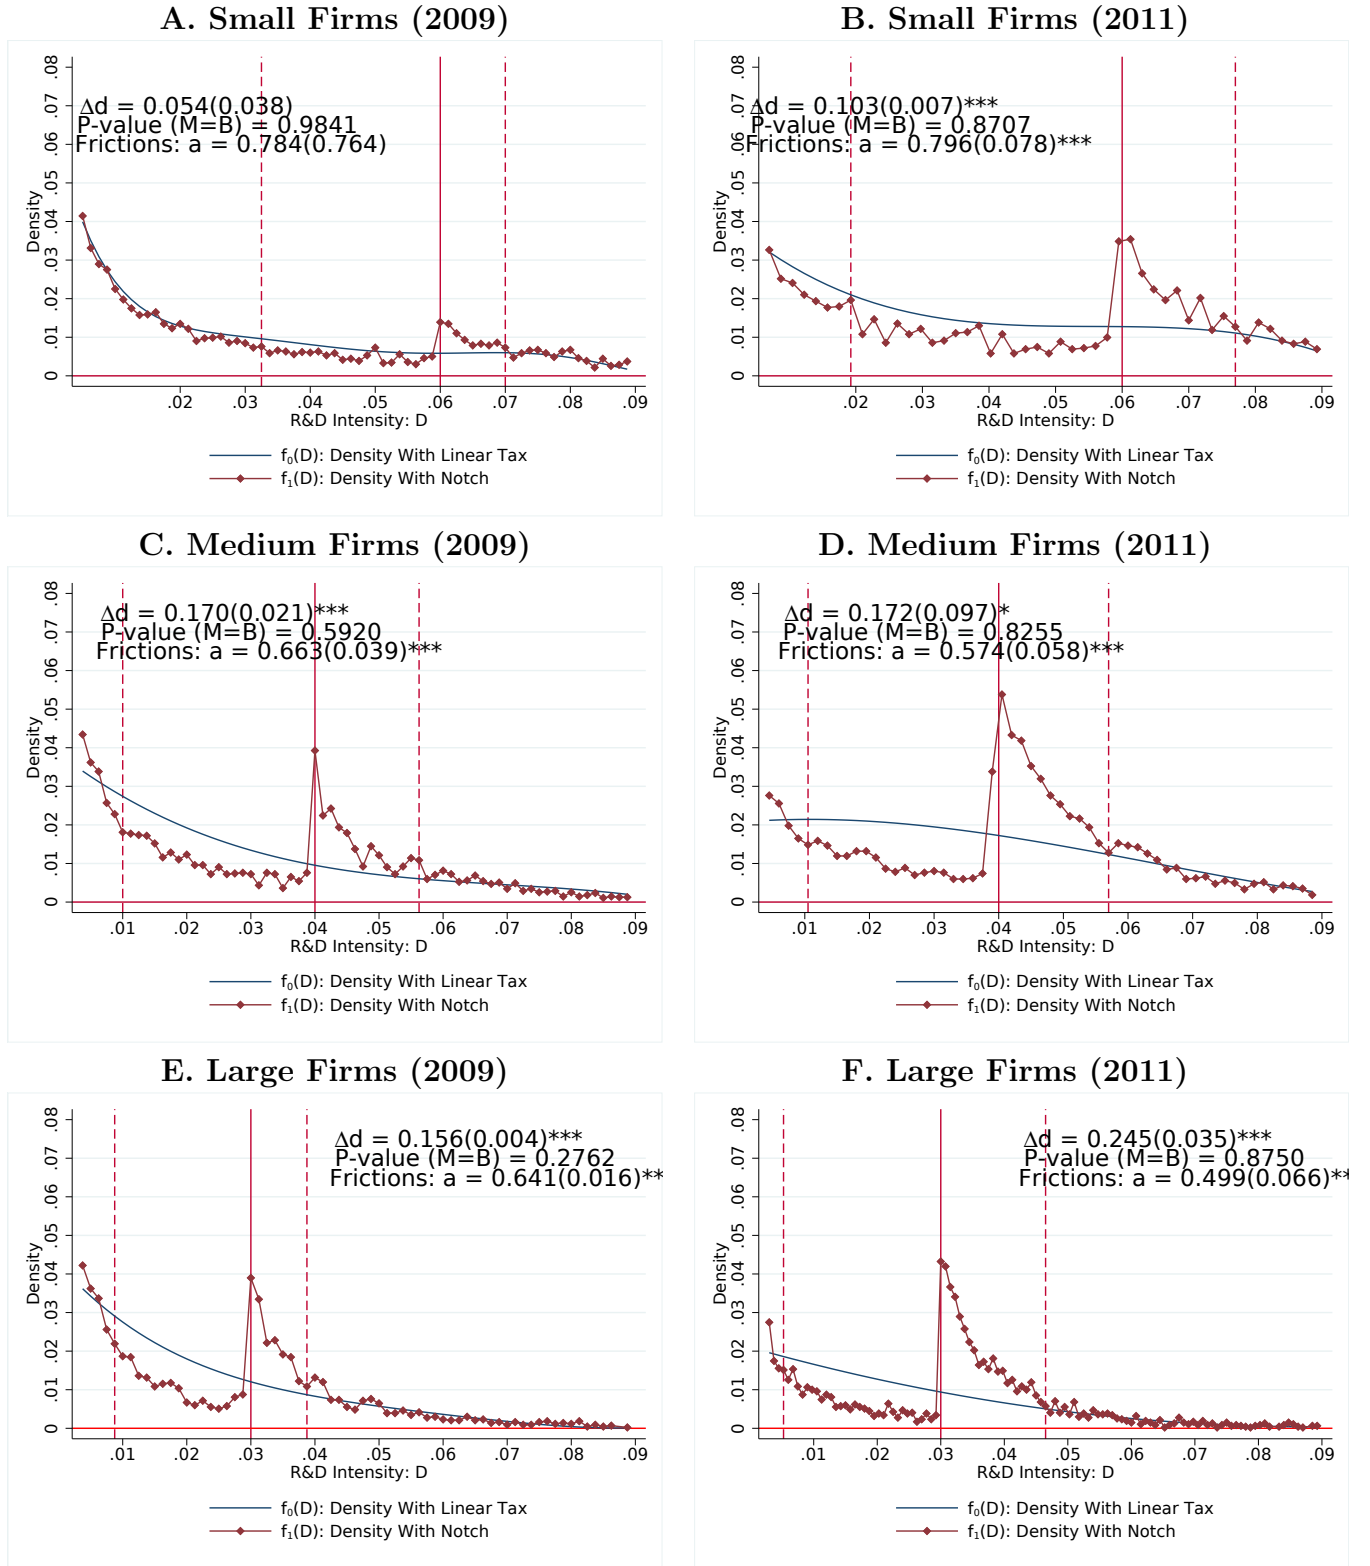 A. Small Firms (2009)
Δd = 0.054(0.038)
P-value (M=B) = 0.9841
Frictions: a = 0.784(0.764)
Density
0 .01 .02 .03 .04 .05 .06 .07 .08
.02 .03 .04 .05 .06 .07 .08 .09
R&D Intensity: D
f₀(D): Density With Linear Tax
f₁(D): Density With Notch
B. Small Firms (2011)
Δd = 0.103(0.007)***
P-value (M=B) = 0.8707
Frictions: a = 0.796(0.078)***
Density
0 .01 .02 .03 .04 .05 .06 .07 .08
.02 .03 .04 .05 .06 .07 .08 .09
R&D Intensity: D
f₀(D): Density With Linear Tax
f₁(D): Density With Notch
C. Medium Firms (2009)
Δd = 0.170(0.021)***
P-value (M=B) = 0.5920
Frictions: a = 0.663(0.039)***
Density
0 .01 .02 .03 .04 .05 .06 .07 .08
.01 .02 .03 .04 .05 .06 .07 .08 .09
R&D Intensity: D
f₀(D): Density With Linear Tax
f₁(D): Density With Notch
D. Medium Firms (2011)
Δd = 0.172(0.097)*
P-value (M=B) = 0.8255
Frictions: a = 0.574(0.058)***
Density
0 .01 .02 .03 .04 .05 .06 .07 .08
.01 .02 .03 .04 .05 .06 .07 .08 .09
R&D Intensity: D
f₀(D): Density With Linear Tax
f₁(D): Density With Notch
E. Large Firms (2009)
Δd = 0.156(0.004)***
P-value (M=B) = 0.2762
Frictions: a = 0.641(0.016)**
Density
0 .01 .02 .03 .04 .05 .06 .07 .08
.01 .02 .03 .04 .05 .06 .07 .08 .09
R&D Intensity: D
f₀(D): Density With Linear Tax
f₁(D): Density With Notch
F. Large Firms (2011)
Δd = 0.245(0.035)***
P-value (M=B) = 0.8750
Frictions: a = 0.499(0.066)**
Density
0 .01 .02 .03 .04 .05 .06 .07 .08
.01 .02 .03 .04 .05 .06 .07 .08 .09
R&D Intensity: D
f₀(D): Density With Linear Tax
f₁(D): Density With Notch